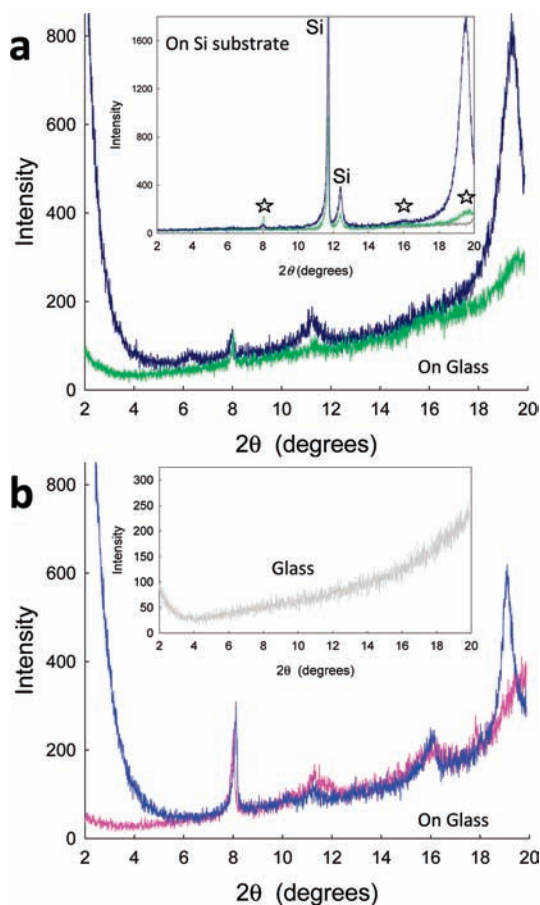 a
800
600
400
200
0
Intensity
2 4 6 8 10 12 14 16 18 20
2θ (degrees)
On Glass
On Si substrate
Si
Si
1600
1200
800
400
0
Intensity
2 4 6 8 10 12 14 16 18 20
2θ (degrees)
b
800
600
400
200
0
Intensity
2 4 6 8 10 12 14 16 18 20
2θ (degrees)
On Glass
Glass
300
250
200
150
100
50
0
Intensity
2 4 6 8 10 12 14 16 18 20
2θ (degrees)